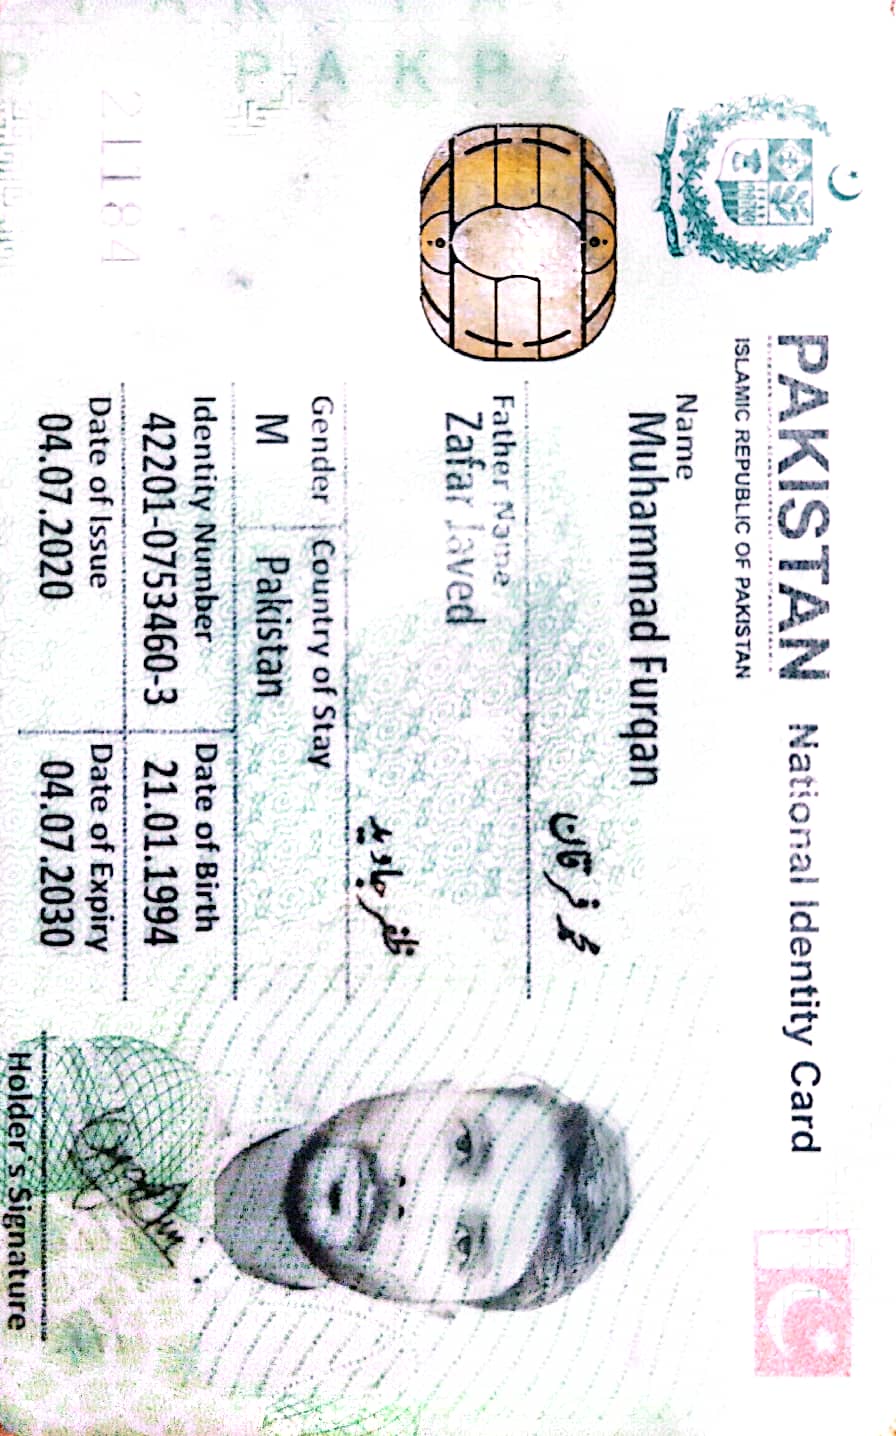 PAKISTAN National Identity Card
ISLAMIC REPUBLIC OF PAKISTAN
Name
Muhammad Furqan
محمد فرقان
Father Name
Zafar Javed
ظفر جاوید
Gender Country of Stay
M Pakistan
Identity Number Date of Birth
42201-0753460-3 21.01.1994
Date of Issue Date of Expiry
04.07.2020 04.07.2030
Holder's Signature
21184
PAKP